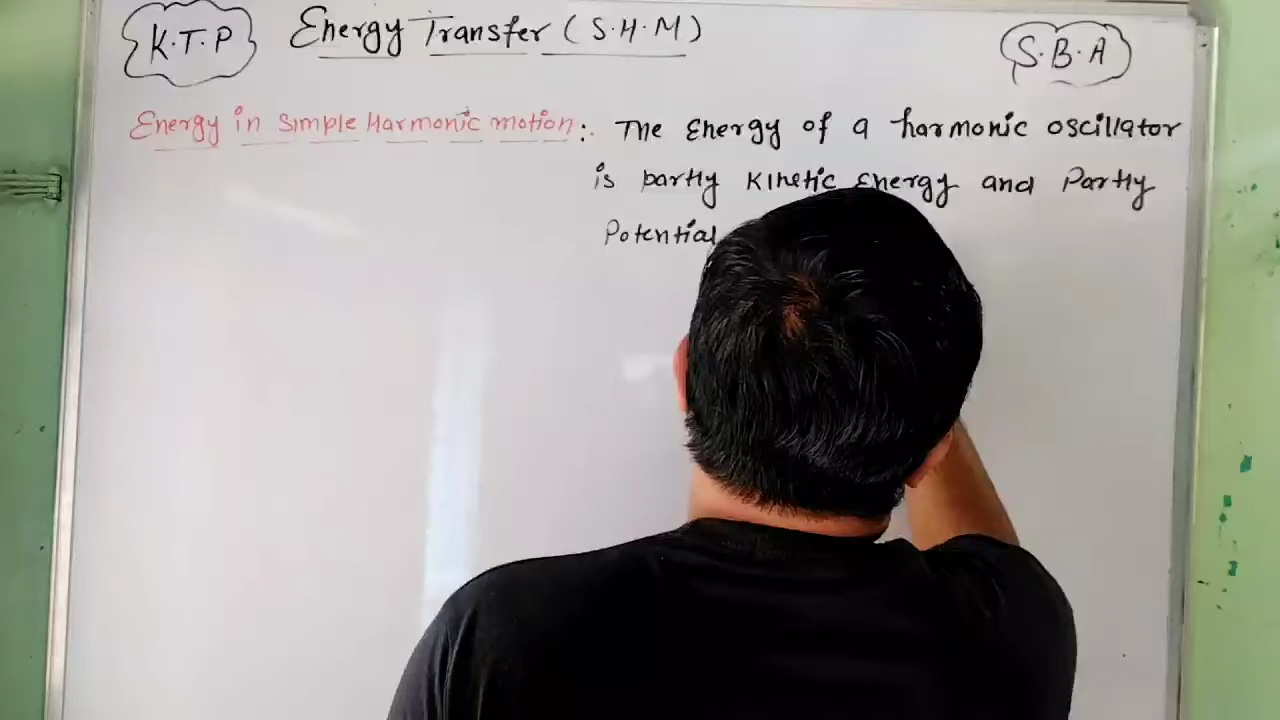 K.T.P
Energy Transfer (S.H.M)
S.B.A
Energy in simple Harmonic motion :. The Energy of a harmonic oscillator
is partly Kinetic Energy and Partly
Potential